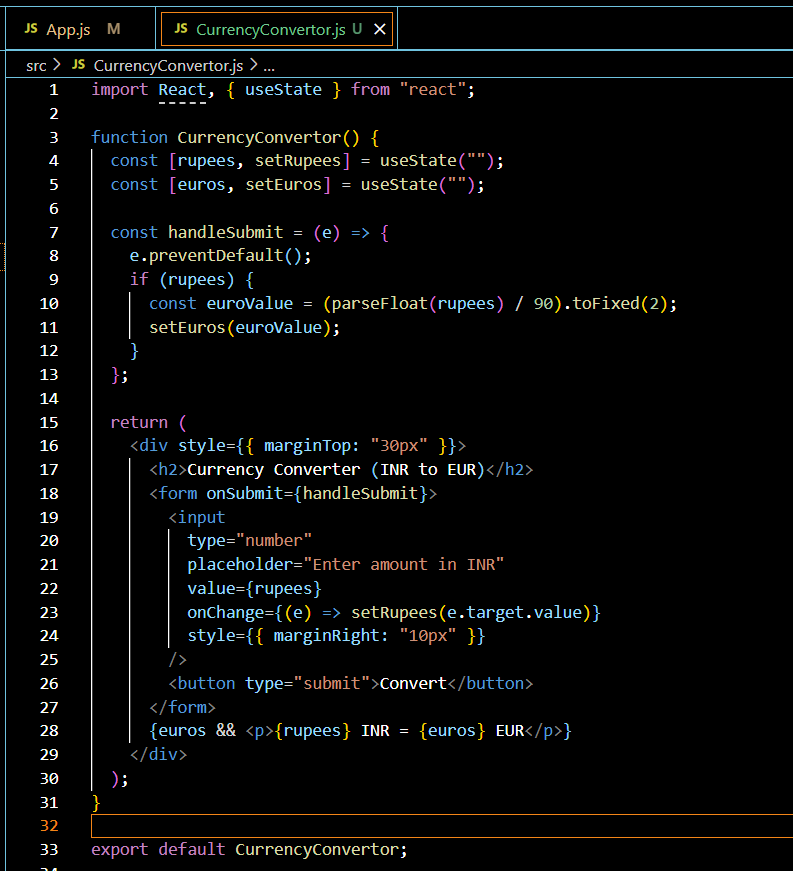 JS App.js M JS CurrencyConvertor.js U ×
src > JS CurrencyConvertor.js > ...
1 import React, { useState } from "react";
2
3 function CurrencyConvertor() {
4 const [rupees, setRupees] = useState("");
5 const [euros, setEuros] = useState("");
6
7 const handleSubmit = (e) => {
8 e.preventDefault();
9 if (rupees) {
10 const euroValue = (parseFloat(rupees) / 90).toFixed(2);
11 setEuros(euroValue);
12 }
13 };
14
15 return (
16 <div style={{ marginTop: "30px" }}>
17 <h2>Currency Converter (INR to EUR)</h2>
18 <form onSubmit={handleSubmit}>
19 <input
20 type="number"
21 placeholder="Enter amount in INR"
22 value={rupees}
23 onChange={(e) => setRupees(e.target.value)}
24 style={{ marginRight: "10px" }}
25 />
26 <button type="submit">Convert</button>
27 </form>
28 {euros && <p>{rupees} INR = {euros} EUR</p>}
29 </div>
30 );
31 }
32
33 export default CurrencyConvertor;